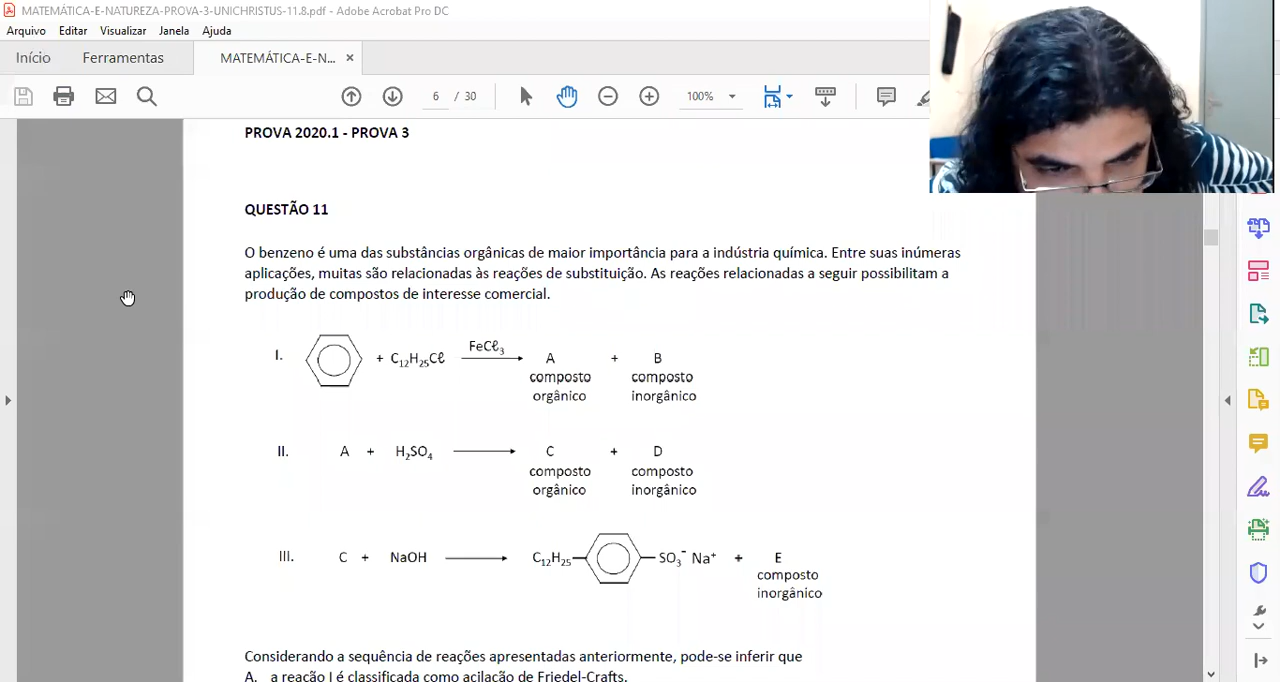 MATEMÁTICA-E-NATUREZA-PROVA-3-UNICHRISTUS-11.8.pdf - Adobe Acrobat Pro DC
Arquivo Editar Visualizar Janela Ajuda
Início Ferramentas MATEMÁTICA-E-N... ×
6 / 30 100%
PROVA 2020.1 - PROVA 3
QUESTÃO 11
O benzeno é uma das substâncias orgânicas de maior importância para a indústria química. Entre suas inúmeras
aplicações, muitas são relacionadas às reações de substituição. As reações relacionadas a seguir possibilitam a
produção de compostos de interesse comercial.
I. + C₁₂H₂₅Cℓ FeCℓ₃ A + B
composto composto
orgânico inorgânico
II. A + H₂SO₄ C + D
composto composto
orgânico inorgânico
III. C + NaOH C₁₂H₂₅ SO₃⁻ Na⁺ + E
composto
inorgânico
Considerando a sequência de reações apresentadas anteriormente, pode-se inferir que
A. a reação I é classificada como acilação de Friedel-Crafts.